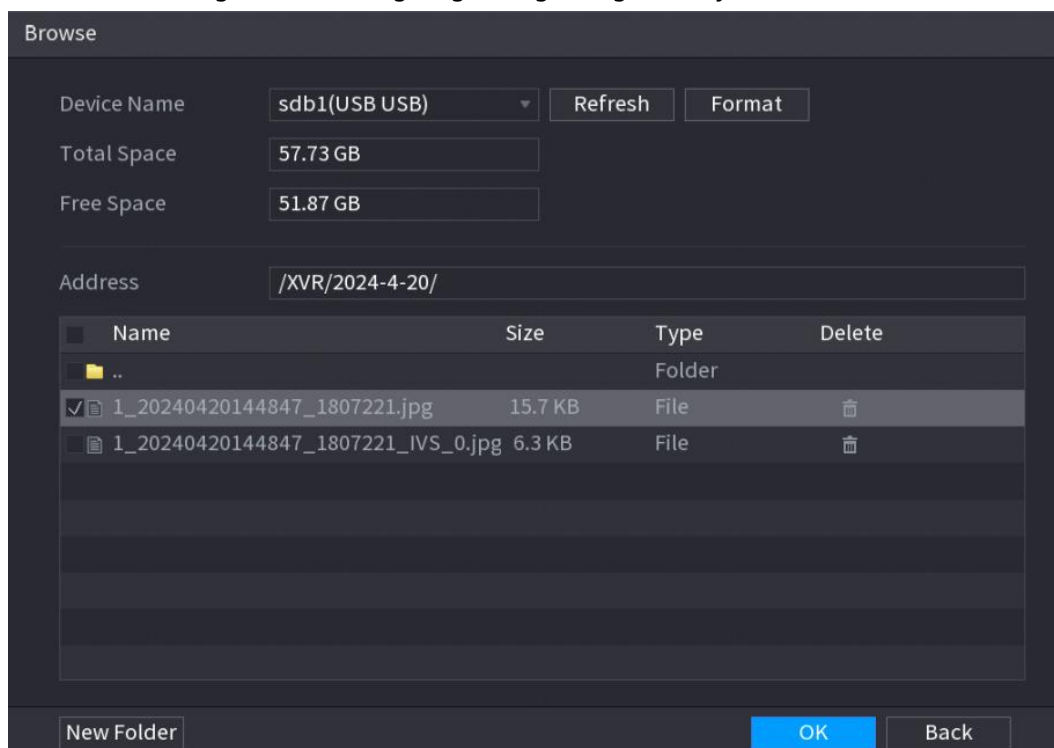 Browse
Device Name sdb1(USB USB) Refresh Format
Total Space 57.73 GB
Free Space 51.87 GB
Address /XVR/2024-4-20/
Name Size Type Delete
.. Folder
1_20240420144847_1807221.jpg 15.7 KB File
1_20240420144847_1807221_IVS_0.jpg 6.3 KB File
New Folder OK Back